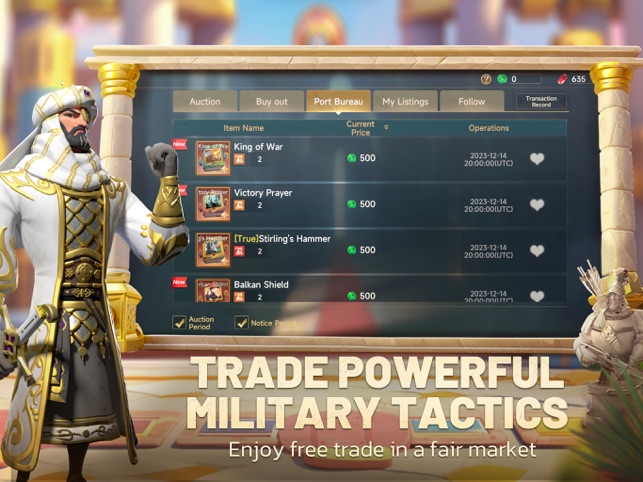 0 635
Auction Buy out Port Bureau My Listings Follow Transaction Record
Item Name Current Price Operations
New King of War
2 500 2023-12-14 20:00:00(UTC)
New Victory Prayer
2 500 2023-12-14 20:00:00(UTC)
[True]Stirling's Hammer
2 500 2023-12-14 20:00:00(UTC)
New Balkan Shield
2 500 2023-12-14 20:00:00(UTC)
Auction Period Notice
TRADE POWERFUL
MILITARY TACTICS
Enjoy free trade in a fair market